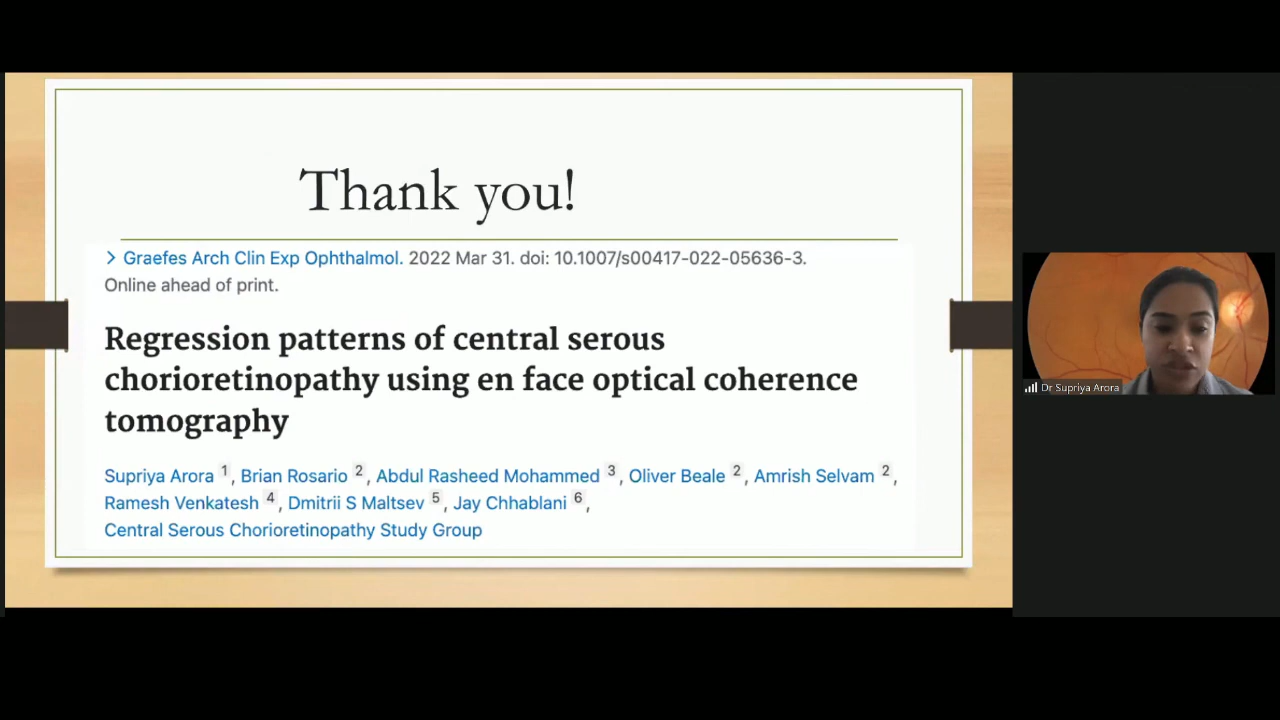 Thank you!
> Graefes Arch Clin Exp Ophthalmol. 2022 Mar 31. doi: 10.1007/s00417-022-05636-3.
Online ahead of print.
Regression patterns of central serous
chorioretinopathy using en face optical coherence
tomography
Supriya Arora 1, Brian Rosario 2, Abdul Rasheed Mohammed 3, Oliver Beale 2, Amrish Selvam 2,
Ramesh Venkatesh 4, Dmitrii S Maltsev 5, Jay Chhablani 6,
Central Serous Chorioretinopathy Study Group
Dr Supriya Arora